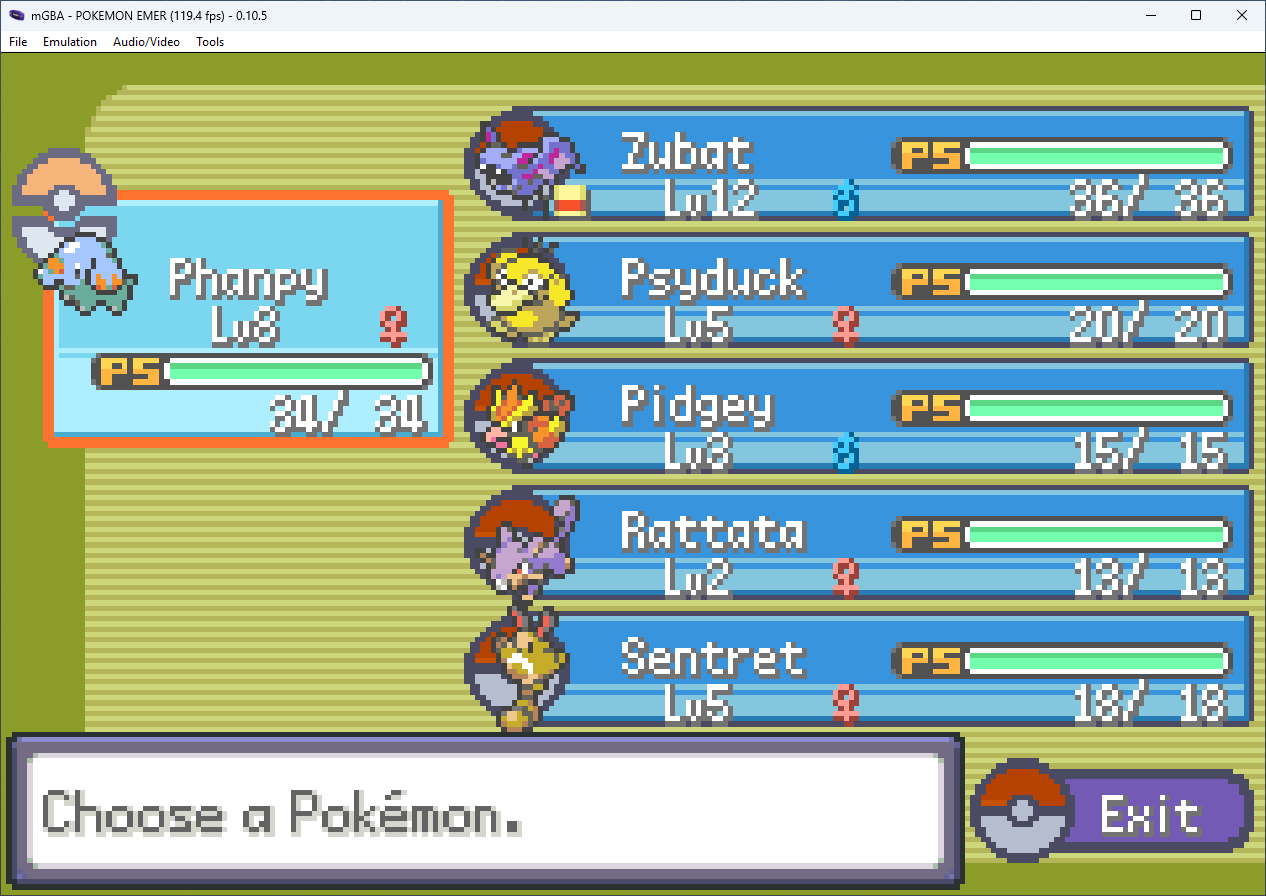 mGBA - POKEMON EMER (119.4 fps) - 0.10.5
File Emulation Audio/Video Tools
Phanpy
Lv8 ♀
PS
34/ 34
Zubat PS
Lv12 ♂ 36/ 36
Psyduck PS
Lv5 ♀ 20/ 20
Pidgey PS
Lv3 ♂ 15/ 15
Rattata PS
Lv2 ♀ 13/ 13
Sentret PS
Lv5 ♀ 18/ 18
Choose a Pokémon.
Exit